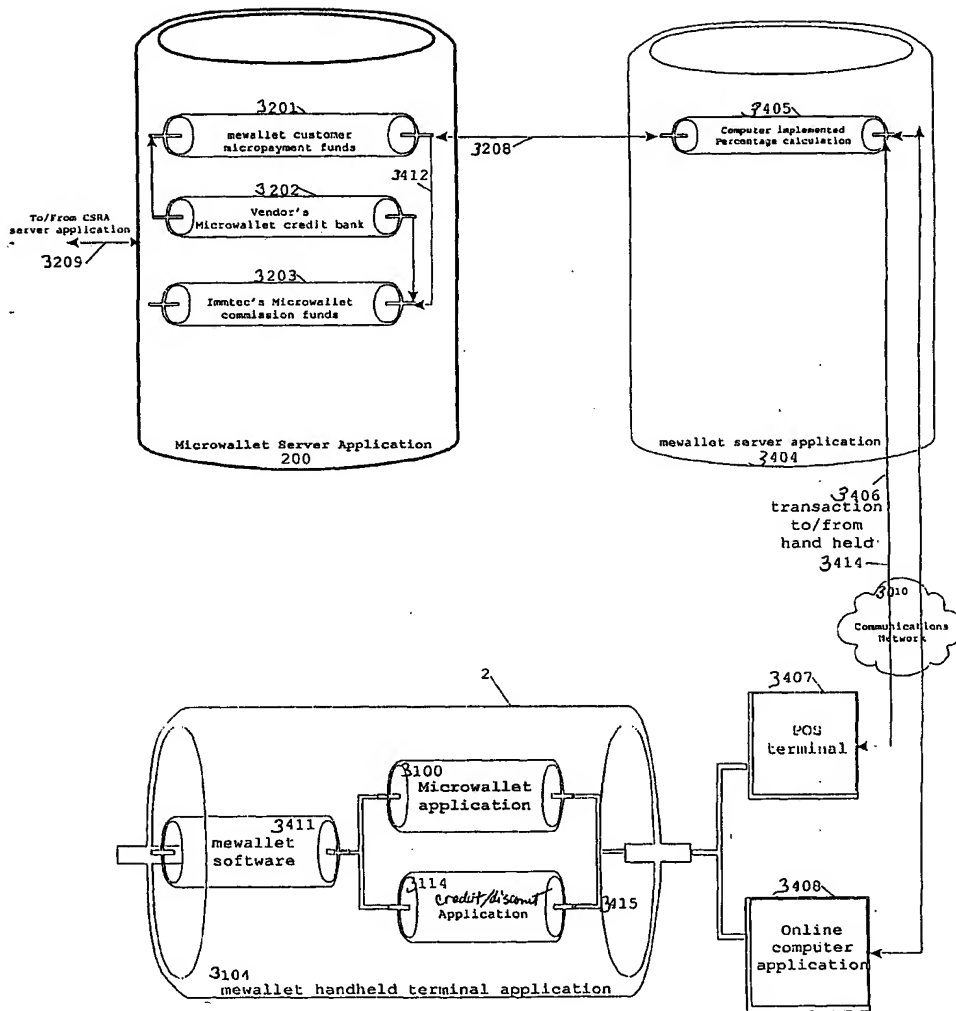 3201
mewallet customer
micropayment funds
3412
3202
Vendor's
Microwallet credit bank
3203
Immtec's Microwallet
commission funds
To/From CSRA
server application
3209
Microwallet Server Application
200
3208
3405
Computer implemented
Percentage calculation
mewallet server application
3404
3406
transaction
to/from
hand held
3414
3010
Communications
Network
2
3407
POS
terminal
3100
Microwallet
application
3411
mewallet
software
3114
credit/discount
Application
3415
3408
Online
computer
application
3104
mewallet handheld terminal application